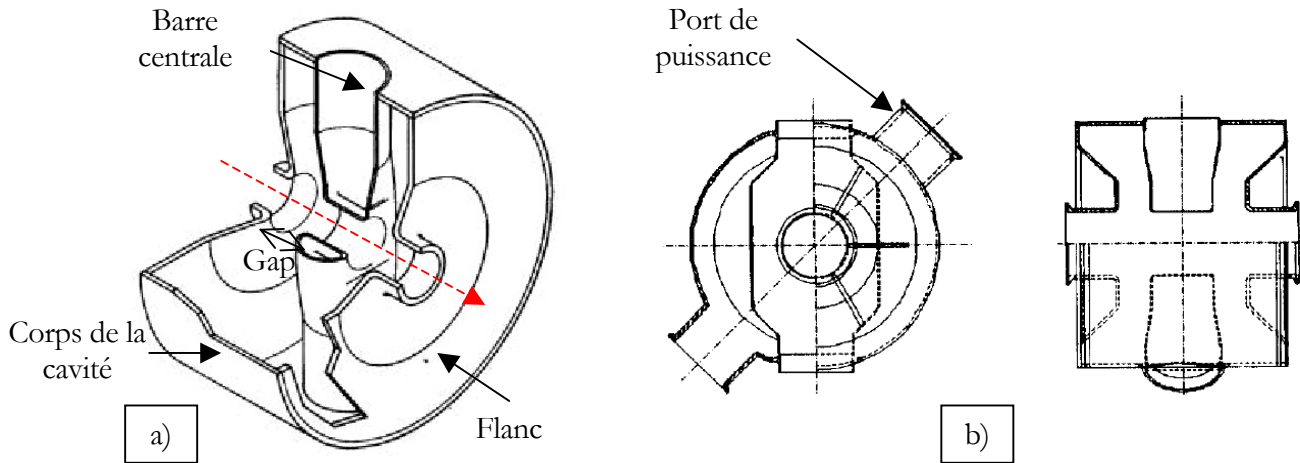 Barre
centrale
Gap
Corps de la
cavité
Flanc
a)
Port de
puissance
b)